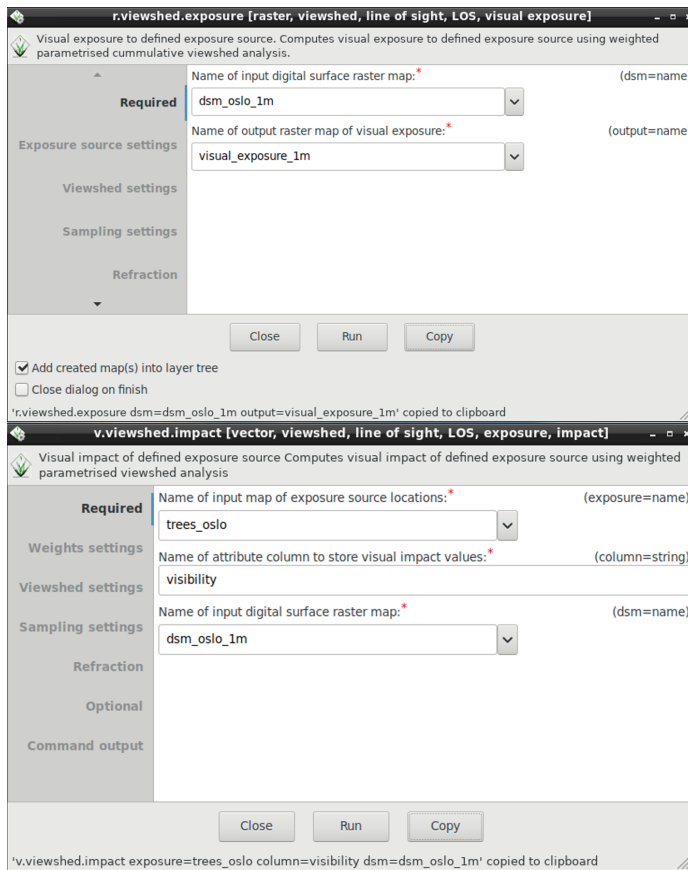 r.viewshed.exposure [raster, viewshed, line of sight, LOS, visual exposure]
Visual exposure to defined exposure source. Computes visual exposure to defined exposure source using weighted
parametrised cummulative viewshed analysis.
Name of input digital surface raster map:* (dsm=name
Required
dsm_oslo_1m
Name of output raster map of visual exposure:* (output=name
Exposure source settings
visual_exposure_1m
Viewshed settings
Sampling settings
Refraction
Close Run Copy
Add created map(s) into layer tree
Close dialog on finish
'r.viewshed.exposure dsm=dsm_oslo_1m output=visual_exposure_1m' copied to clipboard
v.viewshed.impact [vector, viewshed, line of sight, LOS, exposure, impact]
Visual impact of defined exposure source Computes visual impact of defined exposure source using weighted
parametrised viewshed analysis
Required
Name of input map of exposure source locations:* (exposure=name)
trees_oslo
Weights settings
Name of attribute column to store visual impact values:* (column=string)
Viewshed settings
visibility
Name of input digital surface raster map:* (dsm=name)
Sampling settings
dsm_oslo_1m
Refraction
Optional
Command output
Close Run Copy
'v.viewshed.impact exposure=trees_oslo column=visibility dsm=dsm_oslo_1m' copied to clipboard